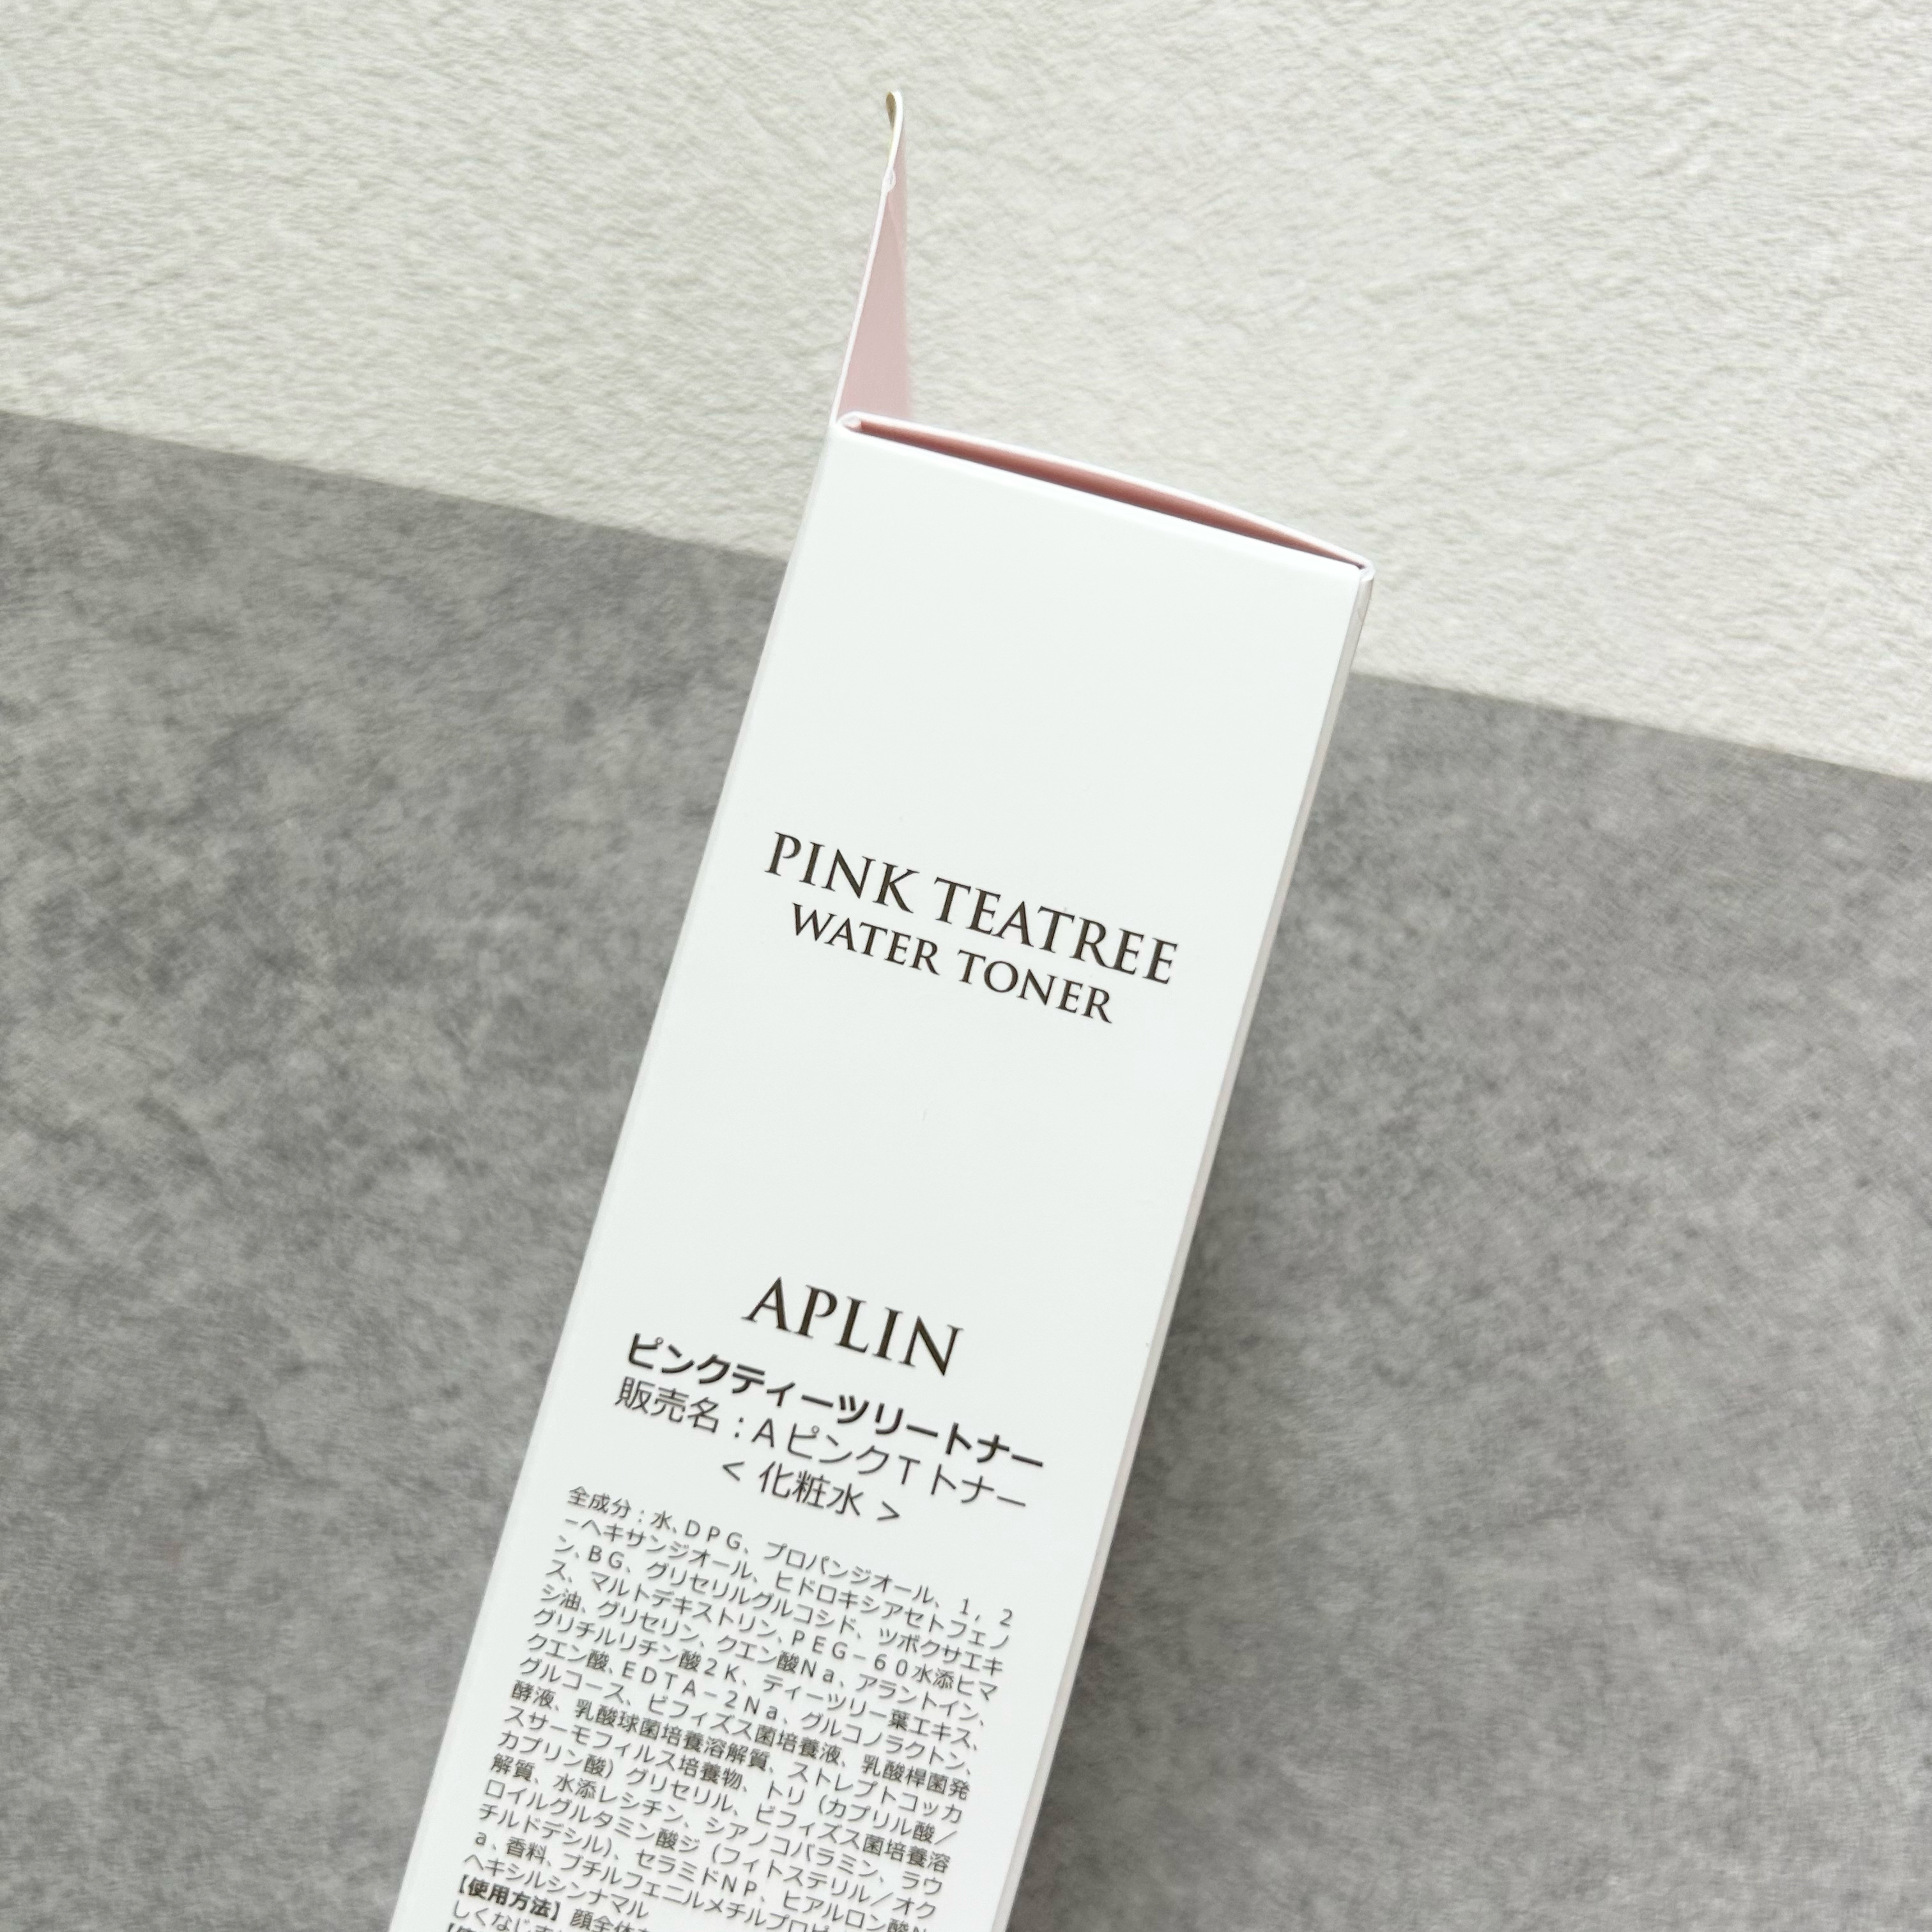 PINK TEATREE
WATER TONER
APLIN
ピンクティーツリートナー
販売名：AピンクTトナー
< 化粧水 >
全成分：水、DPG、プロパンジオール、1，2
－ヘキサンジオール、ヒドロキシアセトフェノ
ン、BG、グリセリルグルコシド、ツボクサエキ
ス、マルトデキストリン、PEG－60水添ヒマ
シ油、グリセリン、クエン酸Na、アラントイン、
グリチルリチン酸2K、ティーツリー葉エキス、
クエン酸、EDTA－2Na、グルコノラクトン、
グルコース、ビフィズス菌培養液、乳酸桿菌発
酵液、乳酸球菌培養溶解質、ストレプトコッカ
スサーモフィルス培養物、トリ（カプリル酸／
カプリン酸）グリセリル、ビフィズス菌培養溶
解質、水添レシチン、シアノコバラミン、ラウ
ロイルグルタミン酸ジ（フィトステリル／オク
チルドデシル）、セラミドNP、ヒアルロン酸N
a、香料、ブチルフェニルメチルプロピ
ヘキシルシンナマル
【使用方法】顔全体
しくなじ